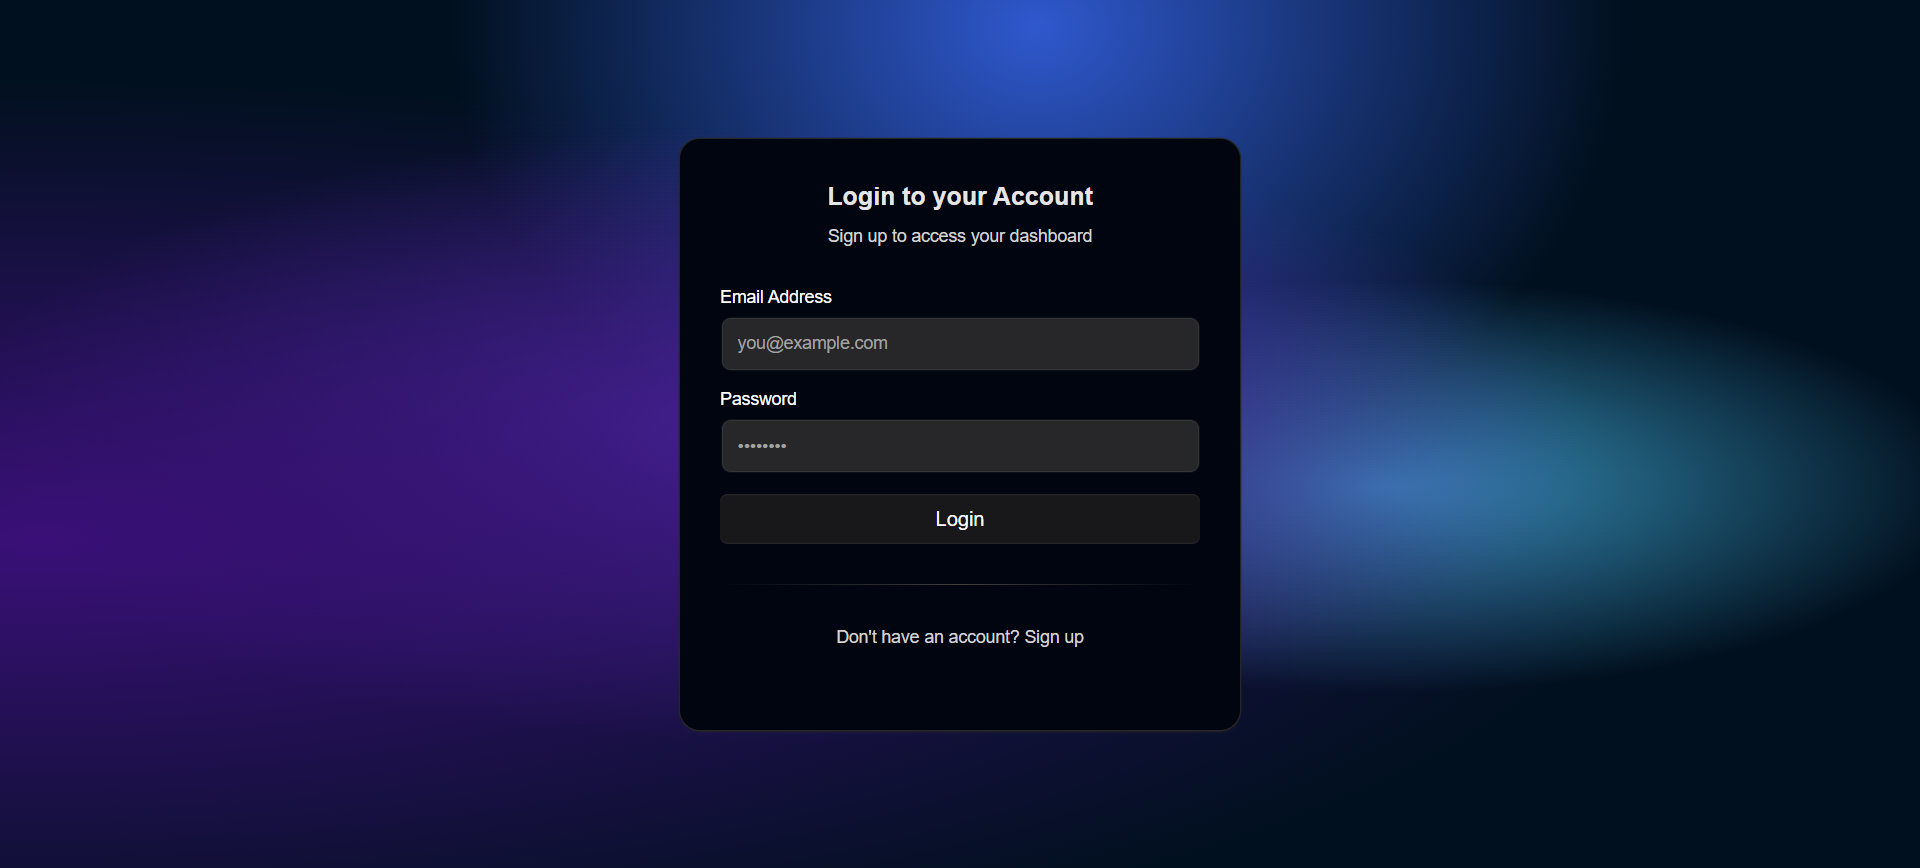 Login to your Account
Sign up to access your dashboard
Email Address
you@example.com
Password
••••••••
Login
Don't have an account? Sign up